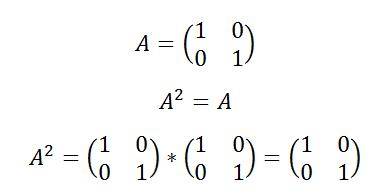 A = (1 0
0 1)
A² = A
A² = (1 0
0 1) * (1 0
0 1) = (1 0
0 1)